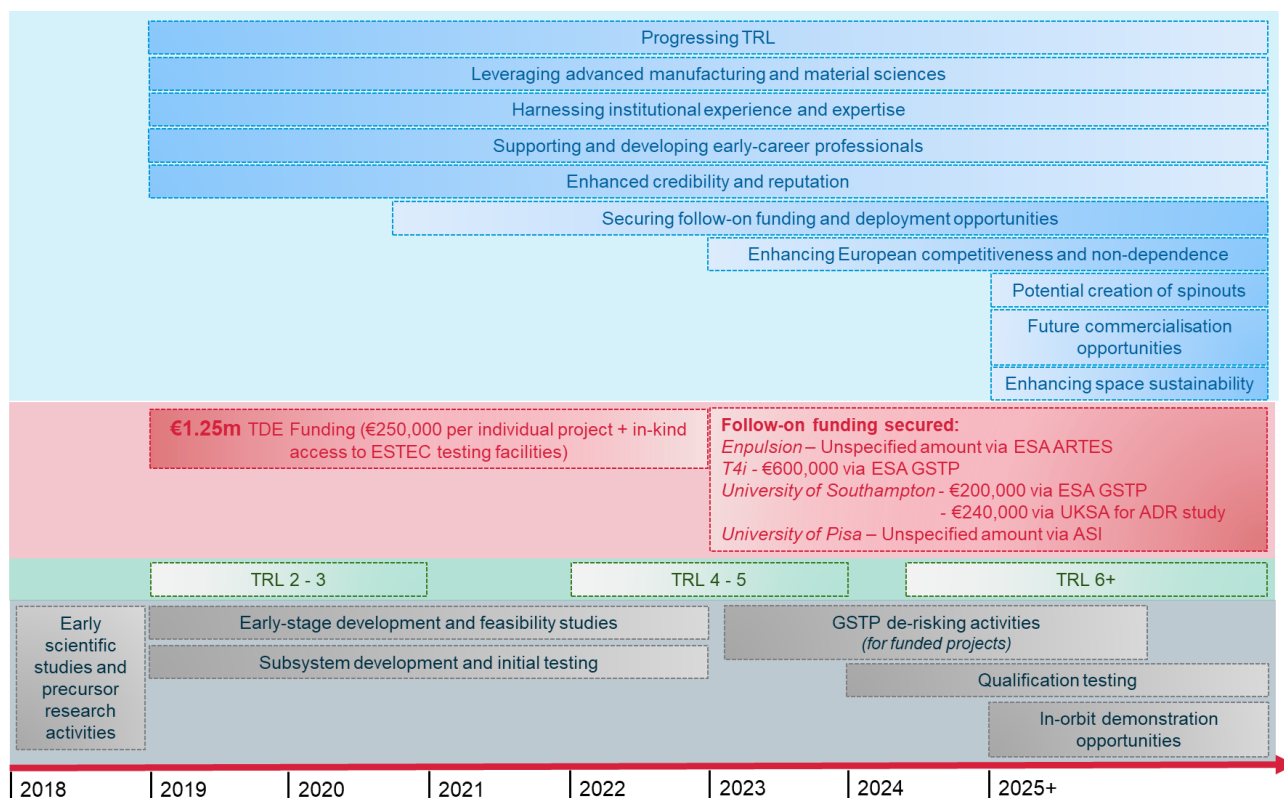 Progressing TRL
Leveraging advanced manufacturing and material sciences
Harnessing institutional experience and expertise
Supporting and developing early-career professionals
Enhanced credibility and reputation
Securing follow-on funding and deployment opportunities
Enhancing European competitiveness and non-dependence
Potential creation of spinouts
Future commercialisation
opportunities
Enhancing space sustainability
€1.25m TDE Funding (€250,000 per individual project + in-kind
access to ESTEC testing facilities)
Follow-on funding secured:
Enpulsion – Unspecified amount via ESA ARTES
T4i - €600,000 via ESA GSTP
University of Southampton - €200,000 via ESA GSTP
- €240,000 via UKSA for ADR study
University of Pisa – Unspecified amount via ASI
TRL 2 - 3
TRL 4 - 5
TRL 6+
Early
scientific
studies and
precursor
research
activities
Early-stage development and feasibility studies
Subsystem development and initial testing
GSTP de-risking activities
(for funded projects)
Qualification testing
In-orbit demonstration
opportunities
2018
2019
2020
2021
2022
2023
2024
2025+